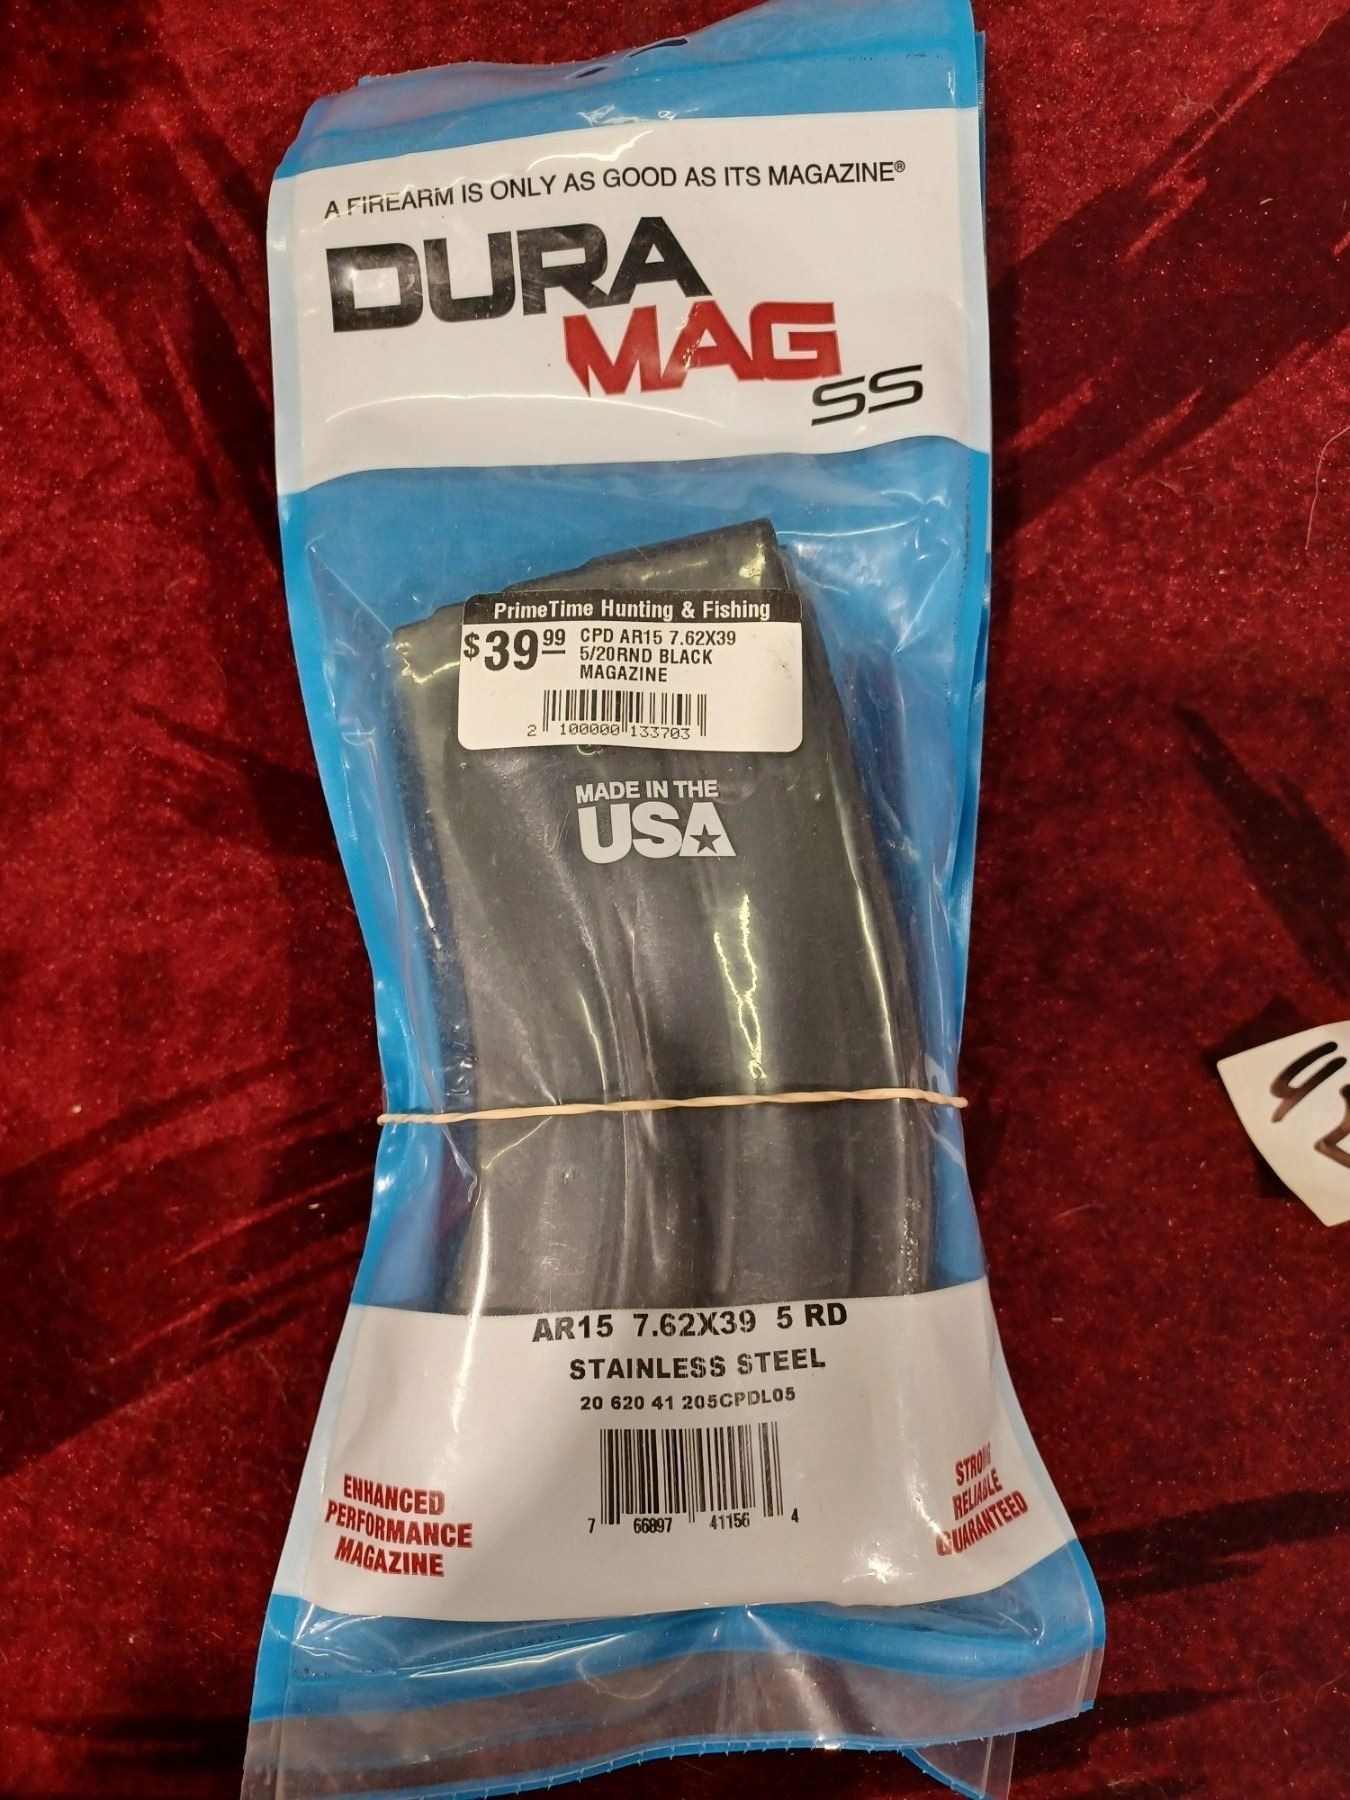 A FIREARM IS ONLY AS GOOD AS ITS MAGAZINE®
DURA
MAG
SS
PrimeTime Hunting & Fishing
$39.99 CPD AR15 7.62X39
5/20RND BLACK
MAGAZINE
2 100000 133703
MADE IN THE
USA
AR15 7.62X39 5 RD
STAINLESS STEEL
20 620 41 205CPDL05
7 66897 41156 4
ENHANCED
PERFORMANCE
MAGAZINE
STRONG
RELIABLE
GUARANTEED